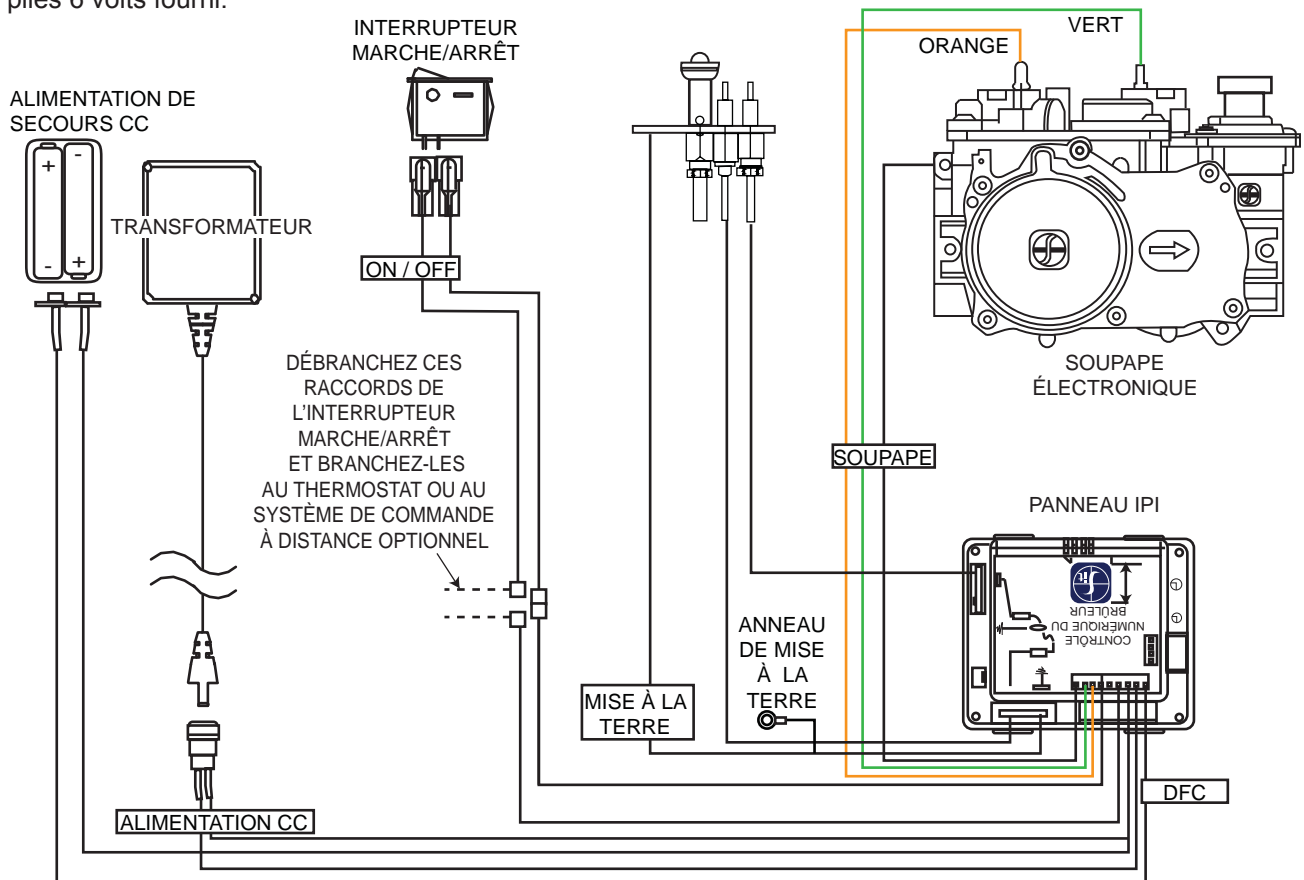 piles 6 volts fourni.
INTERRUPTEUR
MARCHE/ARRÊT
VERT
ORANGE
ALIMENTATION DE
SECOURS CC
+ -
TRANSFORMATEUR
- +
ON / OFF
DÉBRANCHEZ CES
RACCORDS DE
L'INTERRUPTEUR
MARCHE/ARRÊT
ET BRANCHEZ-LES
AU THERMOSTAT OU AU
SYSTÈME DE COMMANDE
À DISTANCE OPTIONNEL
SOUPAPE
ÉLECTRONIQUE
SOUPAPE
PANNEAU IPI
CONTRÔLE
NUMÉRIQUE DU
BRÛLEUR
ANNEAU
DE MISE
À LA
TERRE
MISE À LA
TERRE
DFC
ALIMENTATION CC